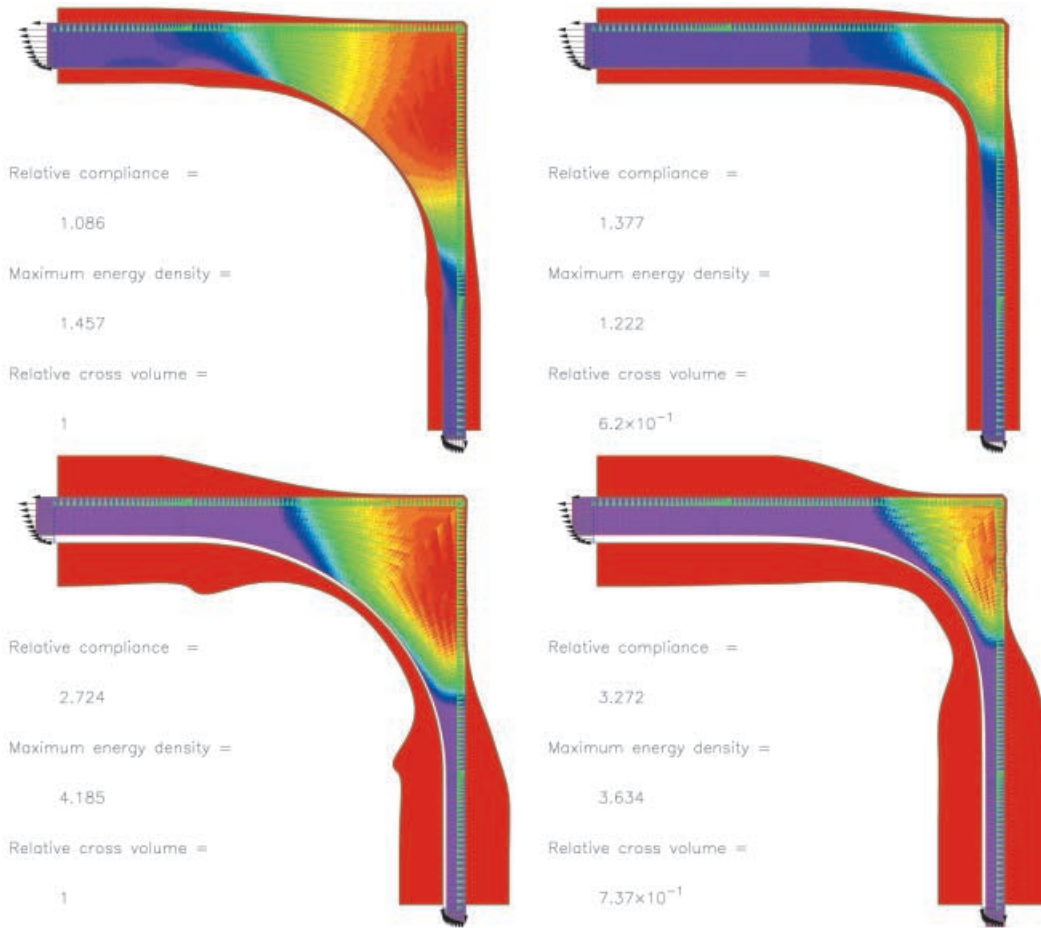 Relative compliance =
1.086
Maximum energy density =
1.457
Relative cross volume =
1
Relative compliance =
1.377
Maximum energy density =
1.222
Relative cross volume =
6.2×10⁻¹
Relative compliance =
2.724
Maximum energy density =
4.185
Relative cross volume =
1
Relative compliance =
3.272
Maximum energy density =
3.634
Relative cross volume =
7.37×10⁻¹